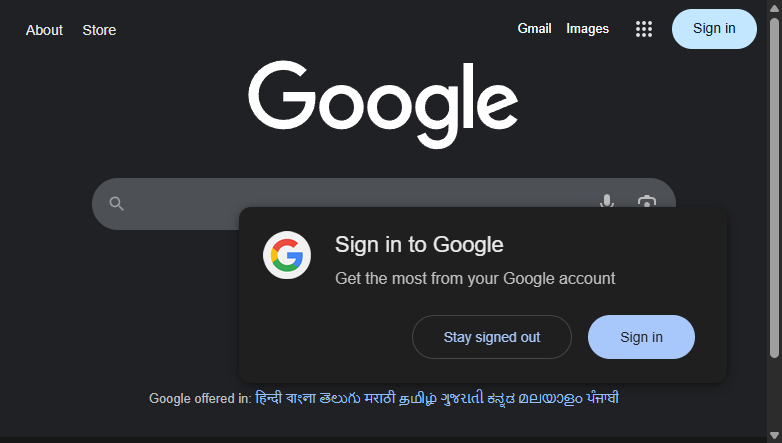 About Store Gmail Images Sign in
Google
Sign in to Google
Get the most from your Google account
Stay signed out Sign in
Google offered in: हिन्दी বাংলা తెలుగు मराठी தமிழ் ગુજરાતી ಕನ್ನಡ മലയാളം ਪੰਜਾਬੀ